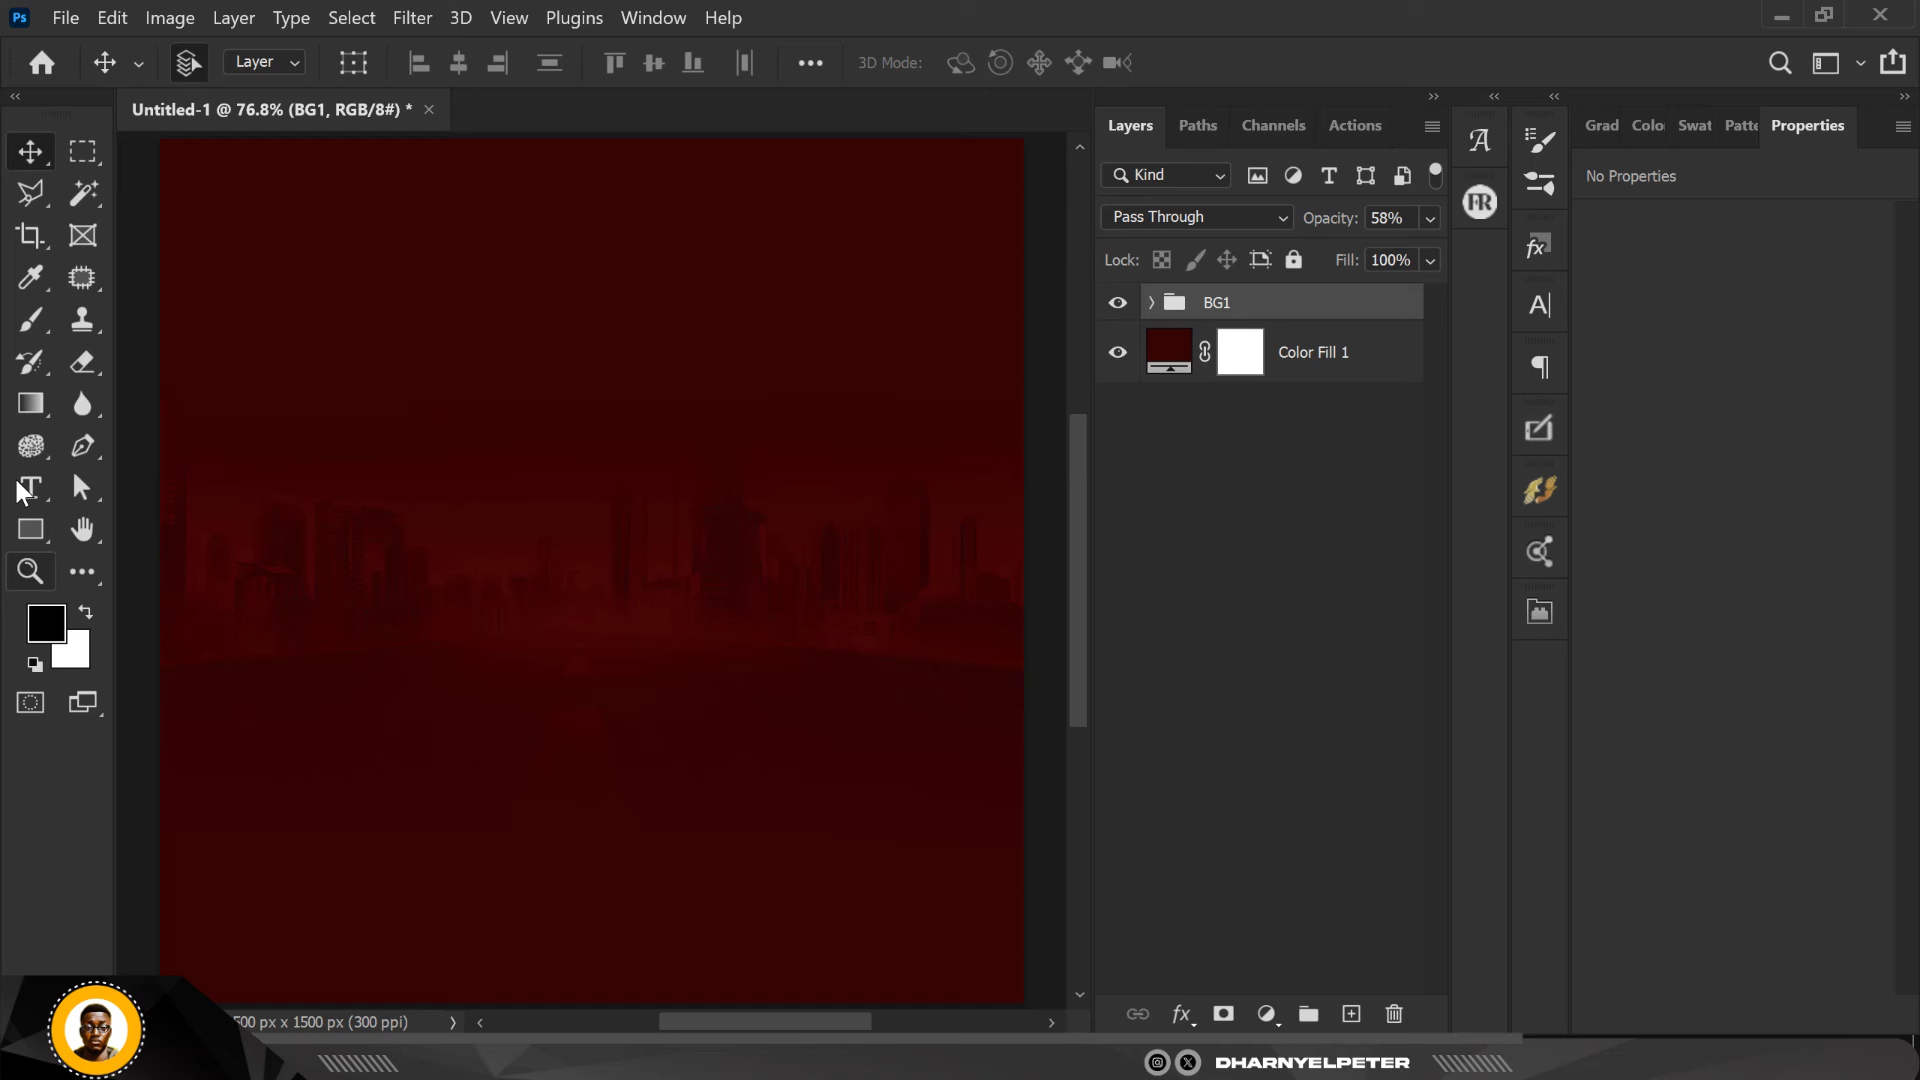 Ps File Edit Image Layer Type Select Filter 3D View Plugins Window Help
Layer 3D Mode:
Untitled-1 @ 76.8% (BG1, RGB/8#) *
Layers Paths Channels Actions
Grad Colo Swat Patte Properties
Kind
No Properties
FR
Pass Through Opacity: 58%
Lock: Fill: 100%
BG1
Color Fill 1
00 px x 1500 px (300 ppi)
DHARNYELPETER